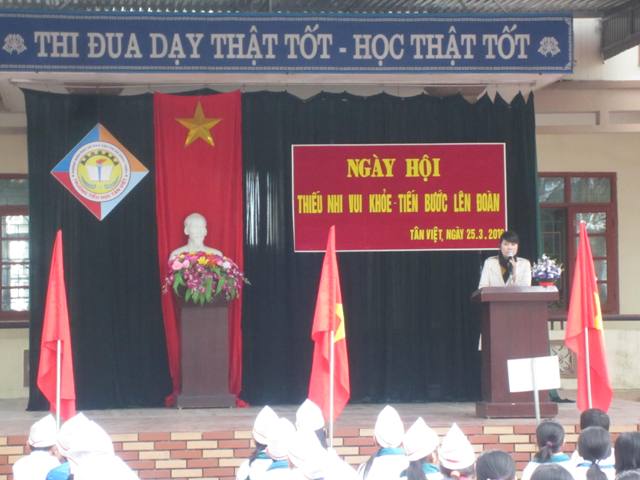 THI ĐUA DẠY THẬT TỐT - HỌC THẬT TỐT
NGÀY HỘI
THIẾU NHI VUI KHỎE - TIẾN BƯỚC LÊN ĐOÀN
TÂN VIỆT, NGÀY 25.3.201